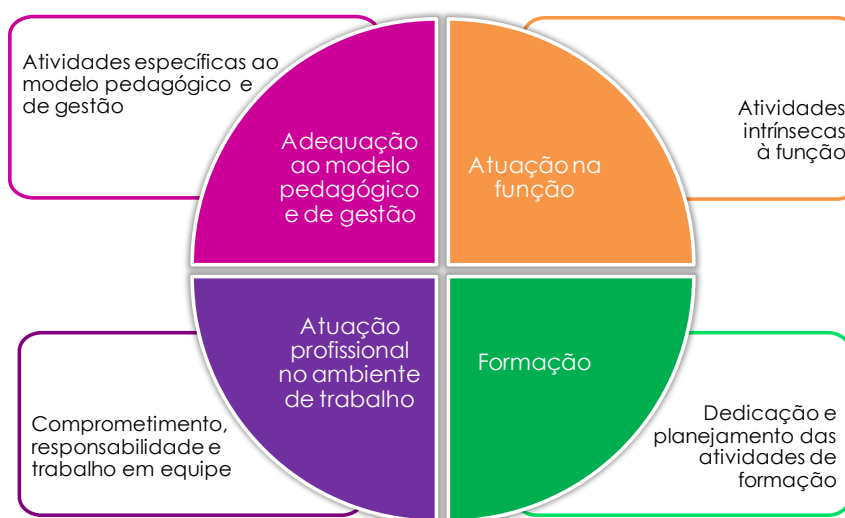 Atividades específicas ao
modelo pedagógico e
de gestão
Adequação
ao modelo
pedagógico
e de gestão
Atuação na
função
Atividades
intrínsecas
à função
Comprometimento,
responsabilidade e
trabalho em equipe
Atuação
profissional
no ambiente
de trabalho
Formação
Dedicação e
planejamento das
atividades de
formação